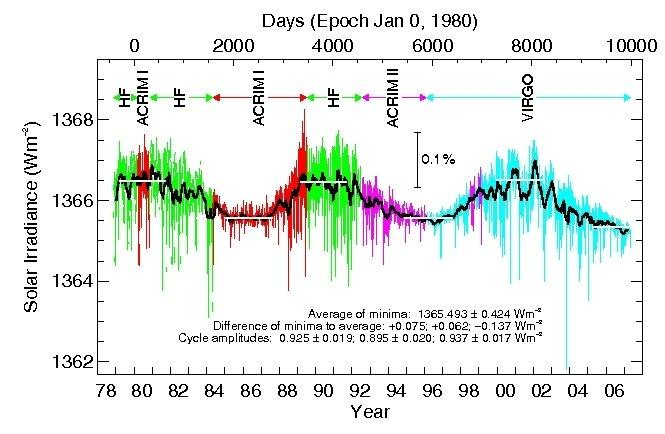 Days (Epoch Jan 0, 1980)
0 2000 4000 6000 8000 10000
HF ACRIM I HF ACRIM I HF ACRIM II VIRGO
1368
1366
1364
1362
Solar Irradiance (Wm⁻²)
0.1%
Average of minima: 1365.493 ± 0.424 Wm⁻²
Difference of minima to average: +0.075; +0.062; −0.137 Wm⁻²
Cycle amplitudes: 0.925 ± 0.019; 0.895 ± 0.020; 0.937 ± 0.017 Wm⁻²
78 80 82 84 86 88 90 92 94 96 98 00 02 04 06
Year